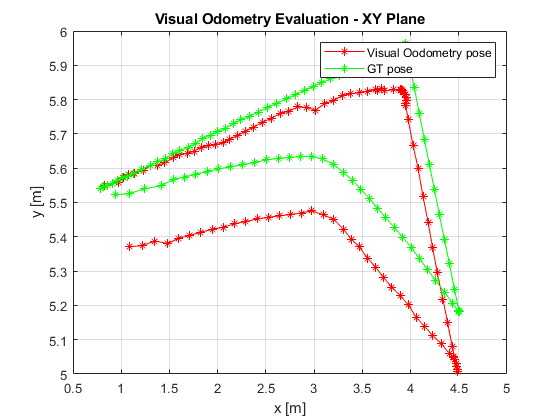 Visual Odometry Evaluation - XY Plane
Visual Oodometry pose
GT pose
y [m]
6
5.9
5.8
5.7
5.6
5.5
5.4
5.3
5.2
5.1
5
0.5 1 1.5 2 2.5 3 3.5 4 4.5 5
x [m]